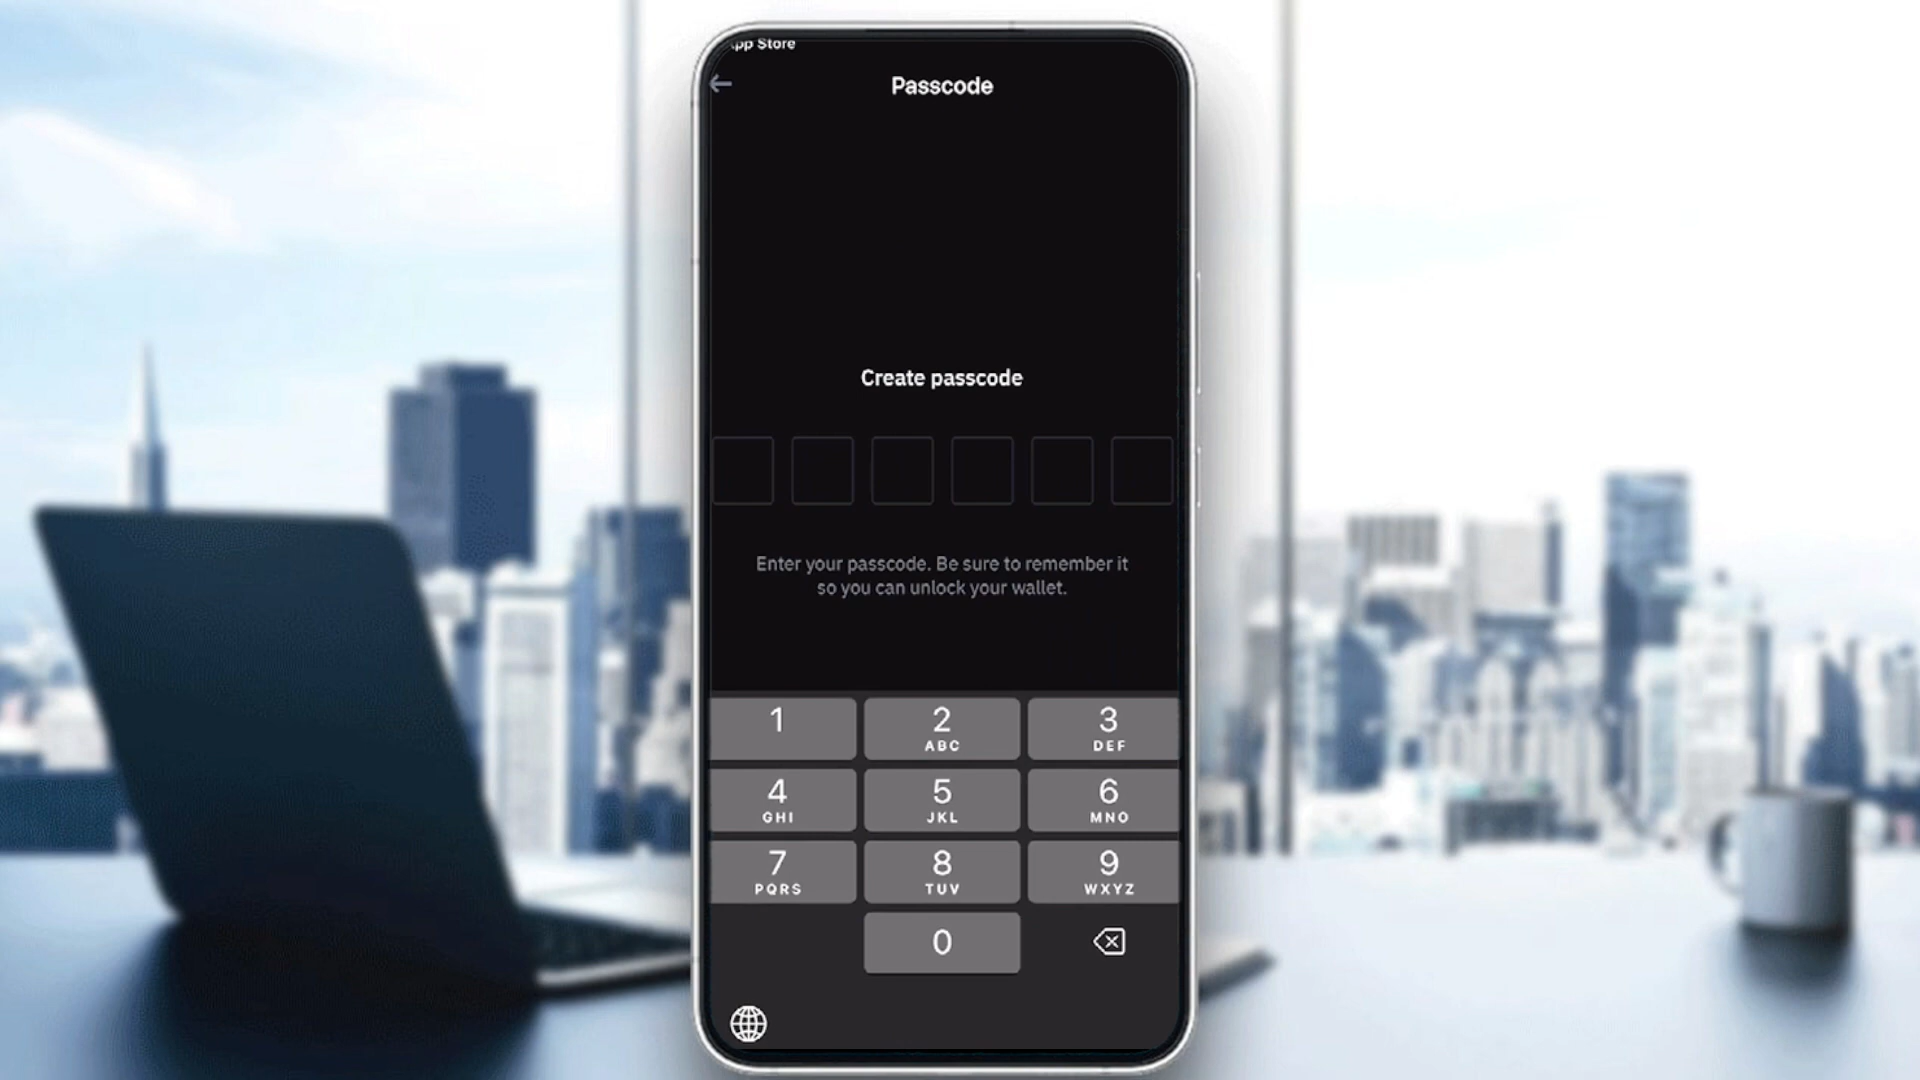 App Store
Passcode
Create passcode
Enter your passcode. Be sure to remember it
so you can unlock your wallet.
1
2
ABC
3
DEF
4
GHI
5
JKL
6
MNO
7
PQRS
8
TUV
9
WXYZ
0